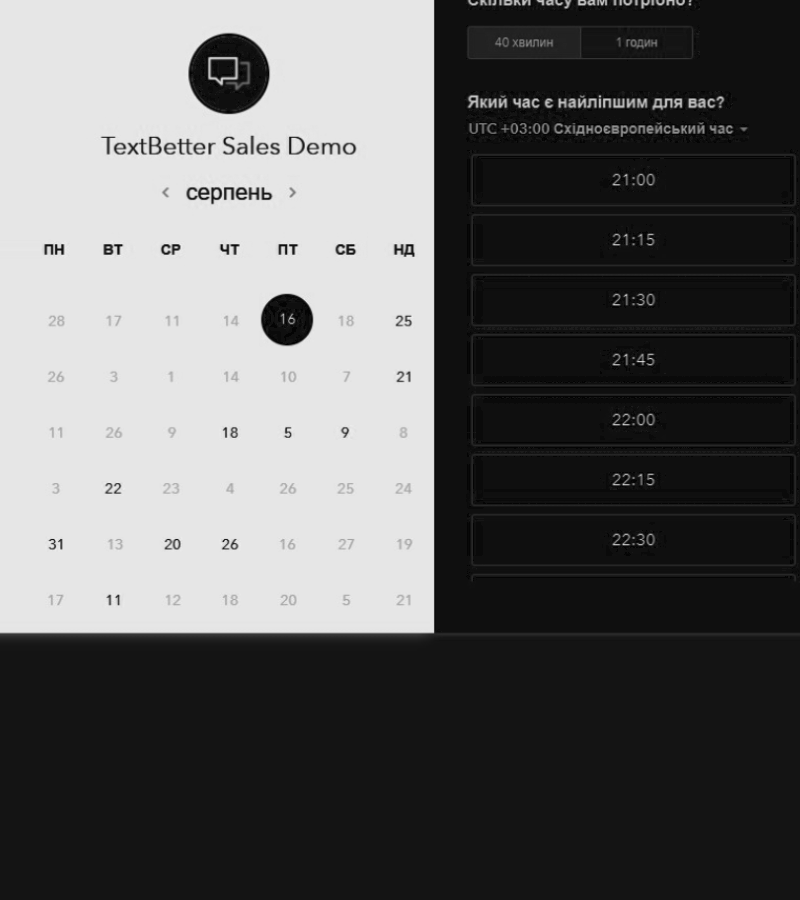 TextBetter Sales Demo
серпень
ПН ВТ СР ЧТ ПТ СБ НД
28 17 11 14 16 18 25
26 3 1 14 10 7 21
11 26 9 18 5 9 8
3 22 23 4 26 25 24
31 13 20 26 16 27 19
17 11 12 18 20 5 21
Скільки часу вам потрібно?
40 хвилин 1 годин
Який час є найліпшим для вас?
UTC +03:00 Східноєвропейський час
21:00
21:15
21:30
21:45
22:00
22:15
22:30